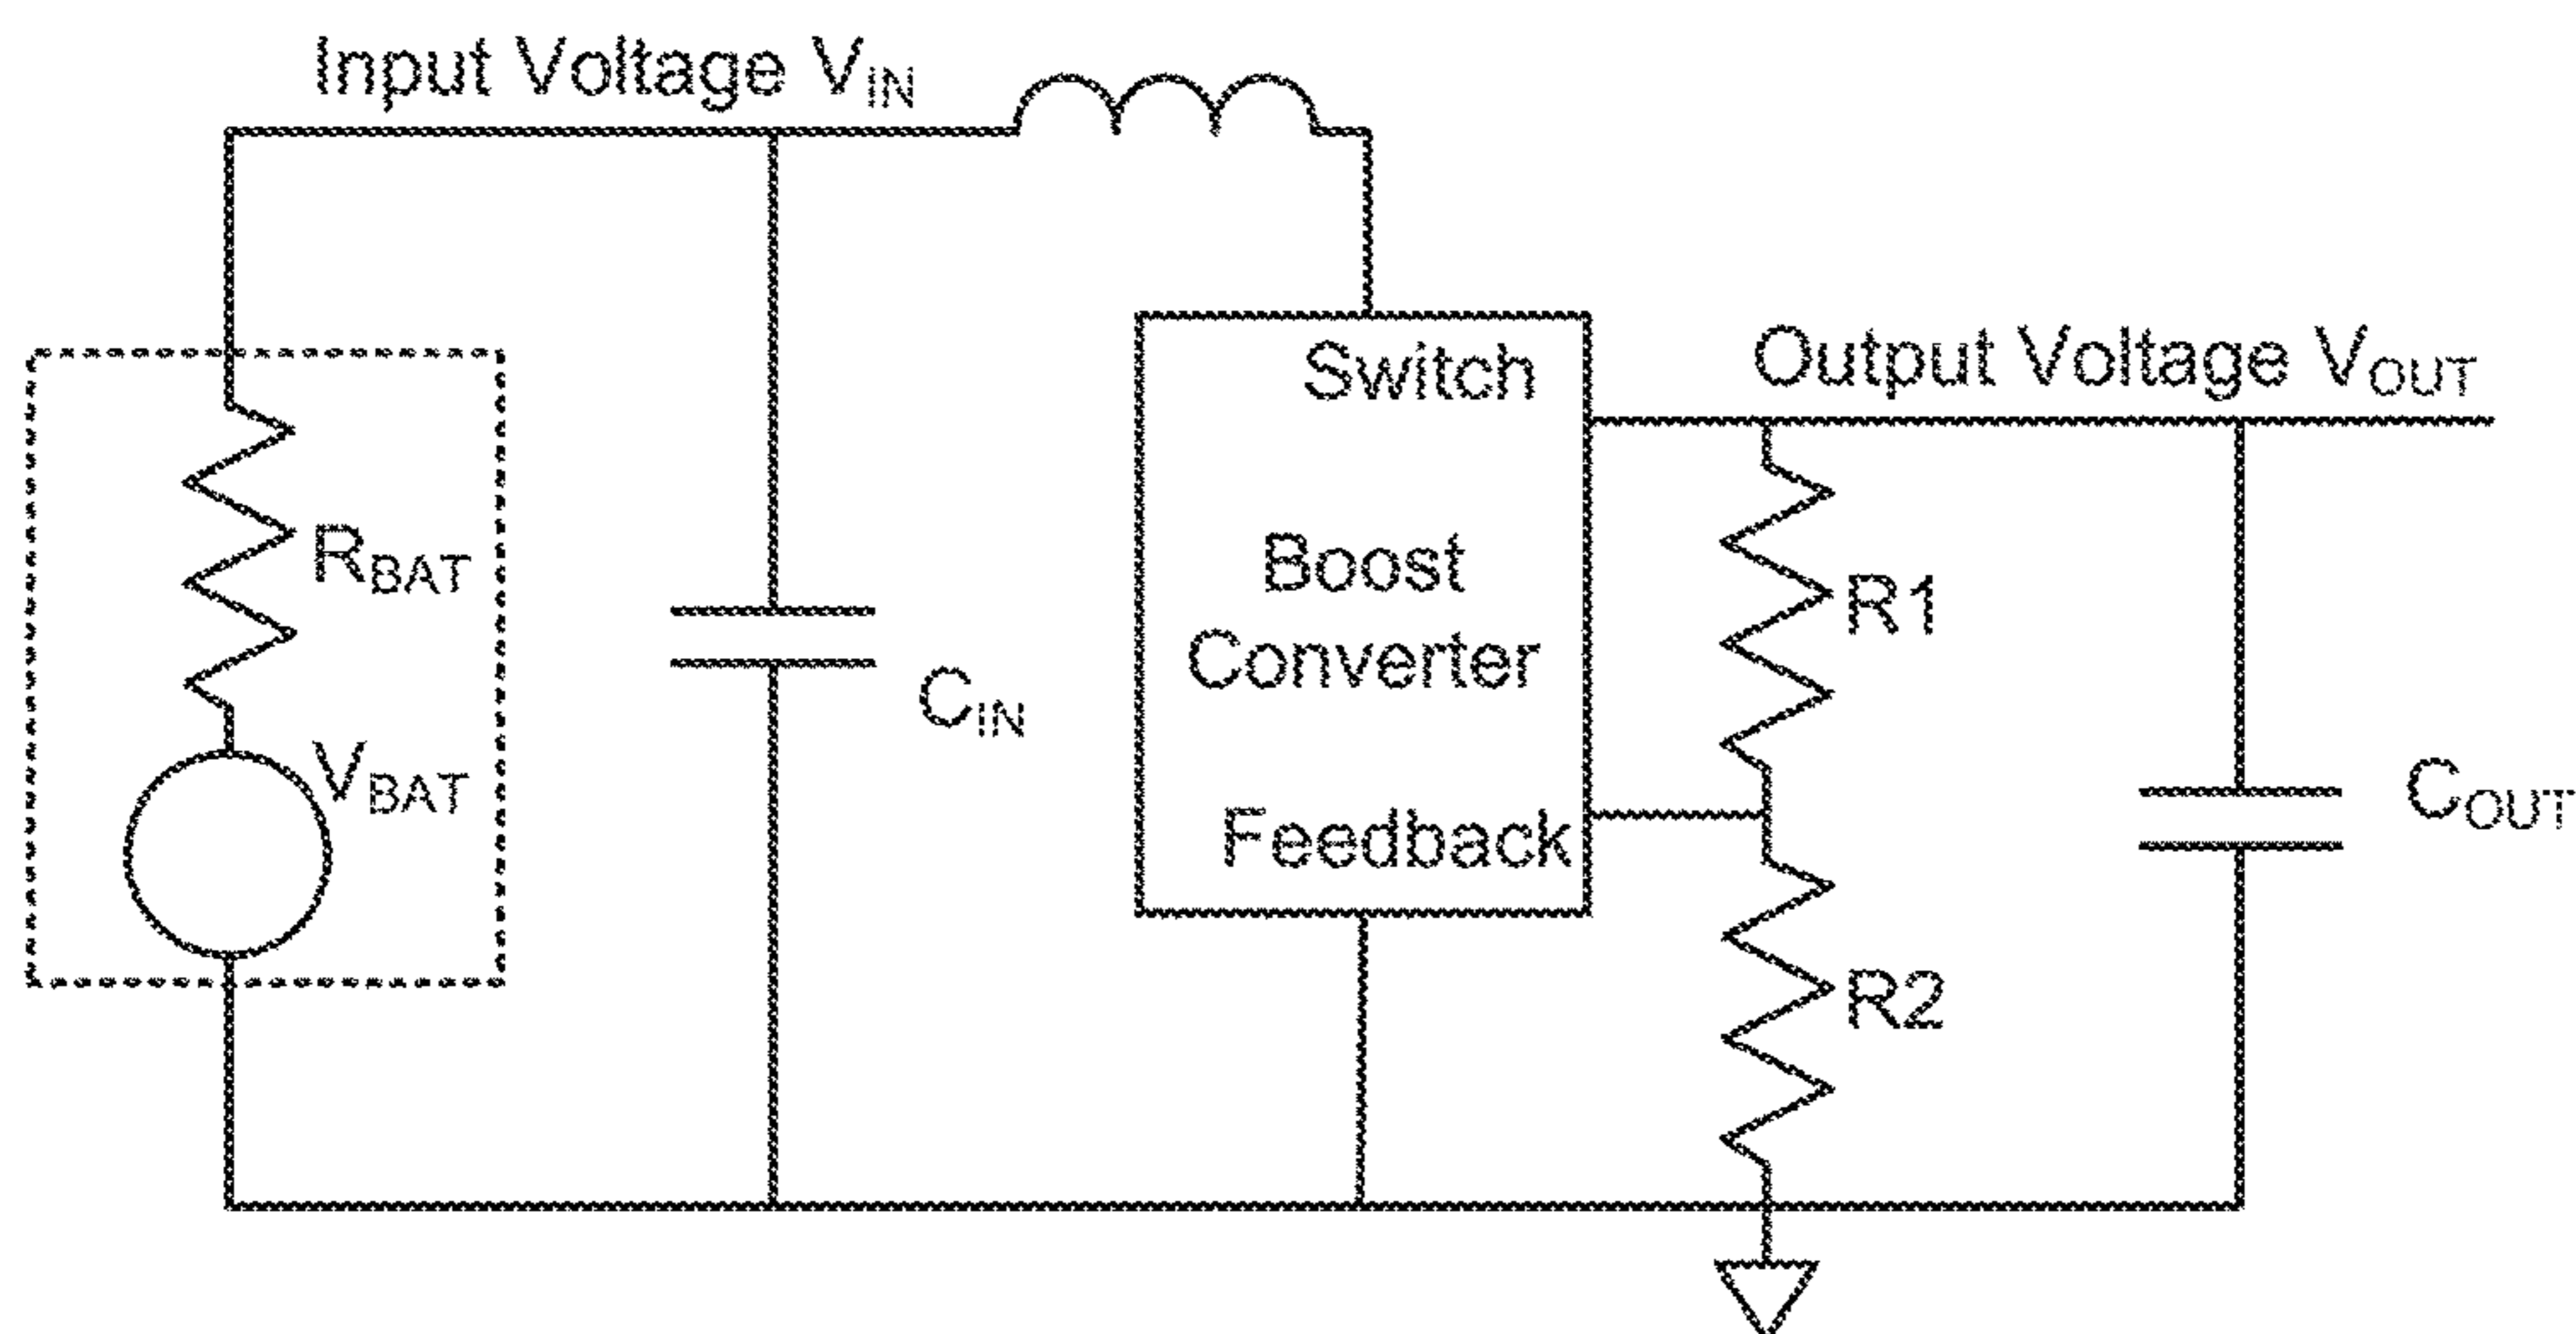 Input Voltage VIN
Switch
Output Voltage VOUT
RBAT
Boost
Converter
R1
CIN
VBAT
Feedback
COUT
R2